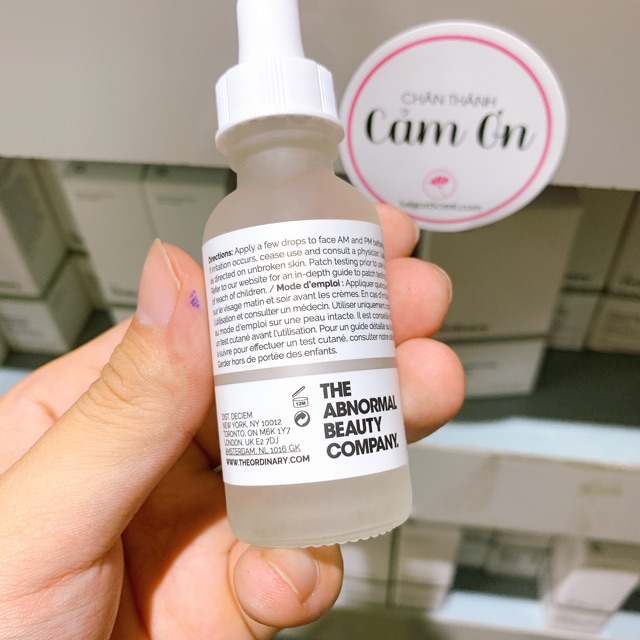 CHÂN THÀNH
Cảm Ơn
Directions: Apply a few drops to face AM and PM before
If irritation occurs, cease use and consult a physician.
as directed on unbroken skin. Patch testing prior to use
Refer to our website for an in-depth guide to patch
of reach of children. / Mode d'emploi : Appliquer
sur le visage matin et soir avant les crèmes. En cas d'
l'utilisation et consulter un médecin. Utiliser
au mode d'emploi sur une peau intacte. Il est
un test cutané avant l'utilisation. Pour un guide détaillé
à suivre pour effectuer un test cutané, consulter notre
Garder hors de portée des enfants.
12M
DIST. DECIEM
NEW YORK, NY 10012
TORONTO, ON M6K 1Y7
LONDON, UK E2 7DJ
AMSTERDAM, NL 1016 GK
WWW.THEORDINARY.COM
THE
ABNORMAL
BEAUTY
COMPANY.